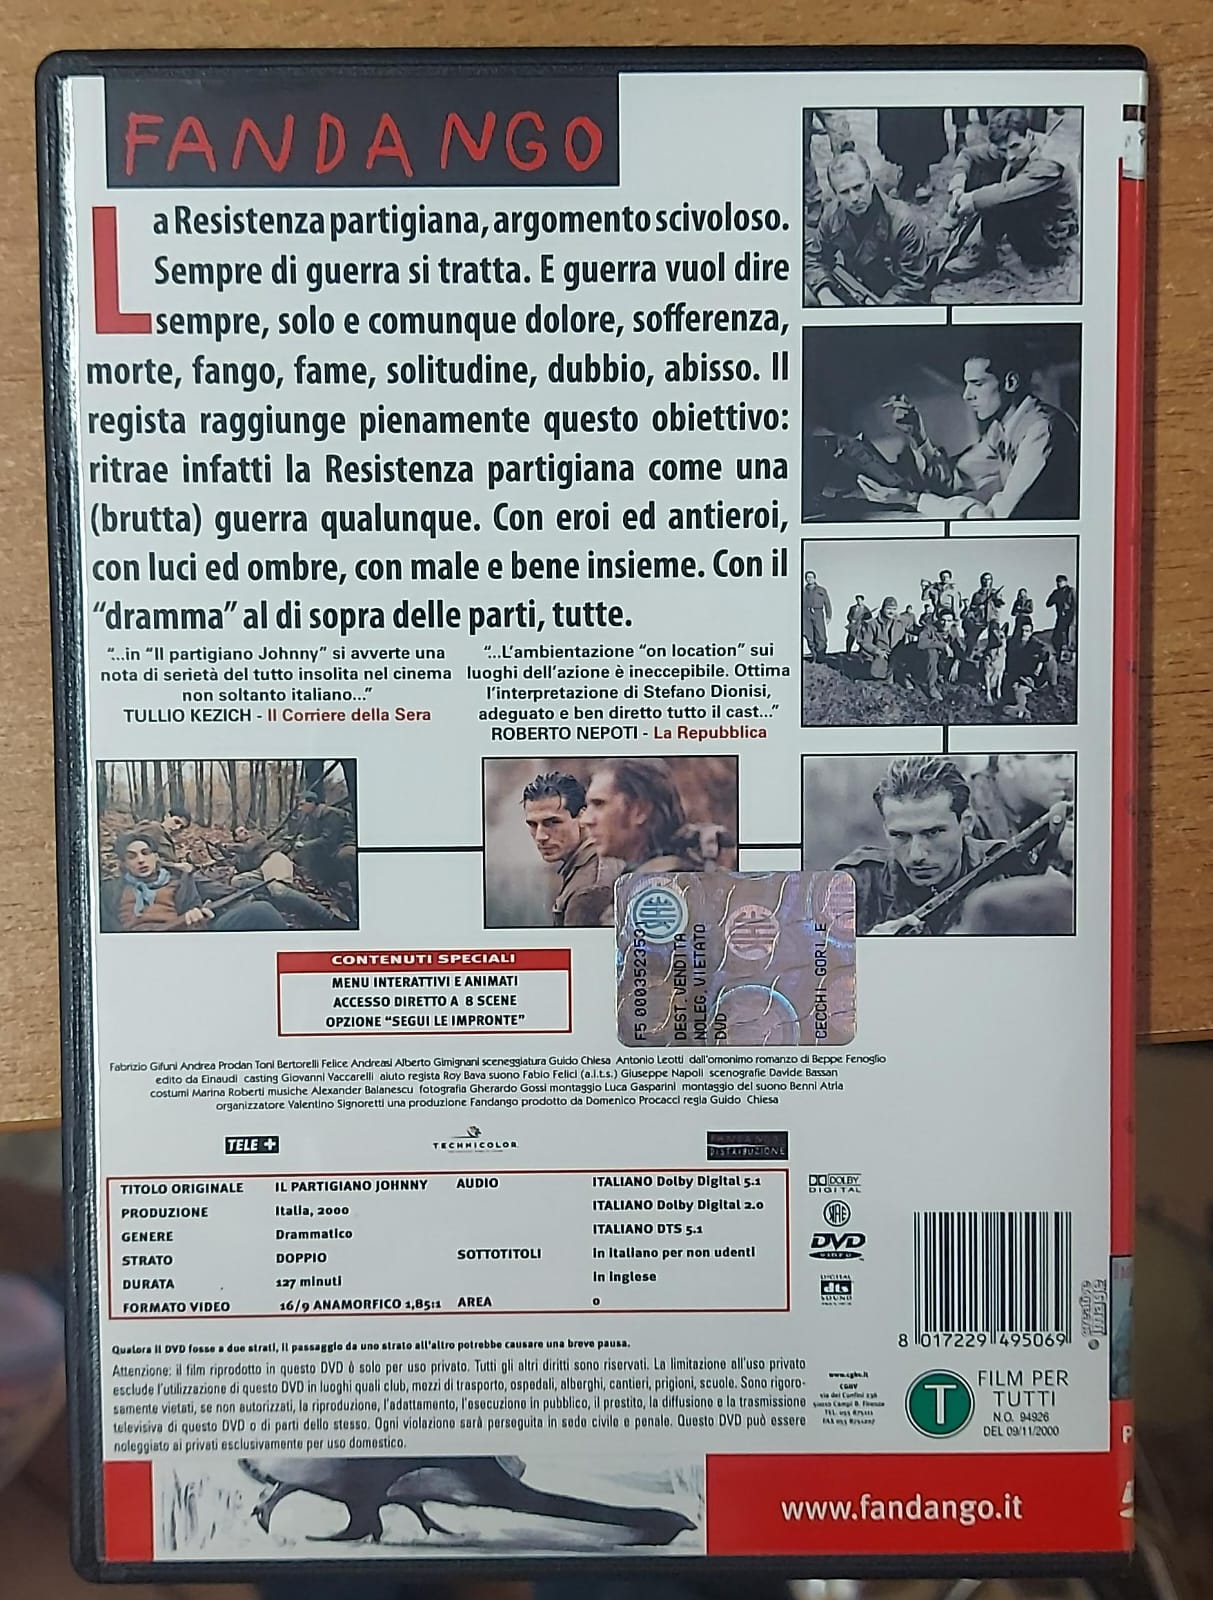 FANDANGO
La Resistenza partigiana, argomento scivoloso.
Sempre di guerra si tratta. E guerra vuol dire
sempre, solo e comunque dolore, sofferenza,
morte, fango, fame, solitudine, dubbio, abisso. Il
regista raggiunge pienamente questo obiettivo:
ritrae infatti la Resistenza partigiana come una
(brutta) guerra qualunque. Con eroi ed antieroi,
con luci ed ombre, con male e bene insieme. Con il
“dramma” al di sopra delle parti, tutte.
“...in “Il partigiano Johnny” si avverte una
nota di serietà del tutto insolita nel cinema
non soltanto italiano...”
TULLIO KEZICH - Il Corriere della Sera
“...L’ambientazione “on location” sui
luoghi dell’azione è ineccepibile. Ottima
l’interpretazione di Stefano Dionisi,
adeguato e ben diretto tutto il cast...”
ROBERTO NEPOTI - La Repubblica
F5 000352353
DEST.VENDITA
NOLEG.VIETATO
DVD
CECCHI GORI E
CONTENUTI SPECIALI
MENU INTERATTIVI E ANIMATI
ACCESSO DIRETTO A 8 SCENE
OPZIONE “SEGUI LE IMPRONTE”
Fabrizio Gifuni Andrea Prodan Toni Bertorelli Felice Andreasi Alberto Gimignani sceneggiatura Guido Chiesa Antonio Leotti dall'omonimo romanzo di Beppe Fenoglio
edito da Einaudi casting Giovanni Vaccarelli aiuto regista Roy Bava suono Fabio Felici (a.i.t.s.) Giuseppe Napoli scenografie Davide Bassan
costumi Marina Roberti musiche Alexander Balanescu fotografia Gherardo Gossi montaggio Luca Gasparini montaggio del suono Benni Atria
organizzatore Valentino Signoretti una produzione Fandango prodotto da Domenico Procacci regia Guido Chiesa
TELE +
TECHNICOLOR
FANDANGO
DISTRIBUZIONE
TITOLO ORIGINALE IL PARTIGIANO JOHNNY
PRODUZIONE Italia, 2000
GENERE Drammatico
STRATO DOPPIO
DURATA 127 minuti
FORMATO VIDEO 16/9 ANAMORFICO 1,85:1
AUDIO ITALIANO Dolby Digital 5.1
ITALIANO Dolby Digital 2.0
ITALIANO DTS 5.1
SOTTOTITOLI In Italiano per non udenti
In Inglese
AREA 0
DOLBY
DIGITAL
DVD
VIDEO
DIGITAL
dts
SOUND
8 017229 495069
creative
image
Qualora il DVD fosse a due strati, il passaggio da uno strato all'altro potrebbe causare una breve pausa.
Attenzione: il film riprodotto in questo DVD è solo per uso privato. Tutti gli altri diritti sono riservati. La limitazione all'uso privato
esclude l'utilizzazione di questo DVD in luoghi quali club, mezzi di trasporto, ospedali, alberghi, cantieri, prigioni, scuole. Sono rigoro-
samente vietati, se non autorizzati, la riproduzione, l'adattamento, l'esecuzione in pubblico, il prestito, la diffusione e la trasmissione
televisiva di questo DVD o di parti dello stesso. Ogni violazione sarà perseguita in sede civile e penale. Questo DVD può essere
noleggiato ai privati esclusivamente per uso domestico.
T
FILM PER
TUTTI
N.O. 94926
DEL 09/11/2000
www.fandango.it